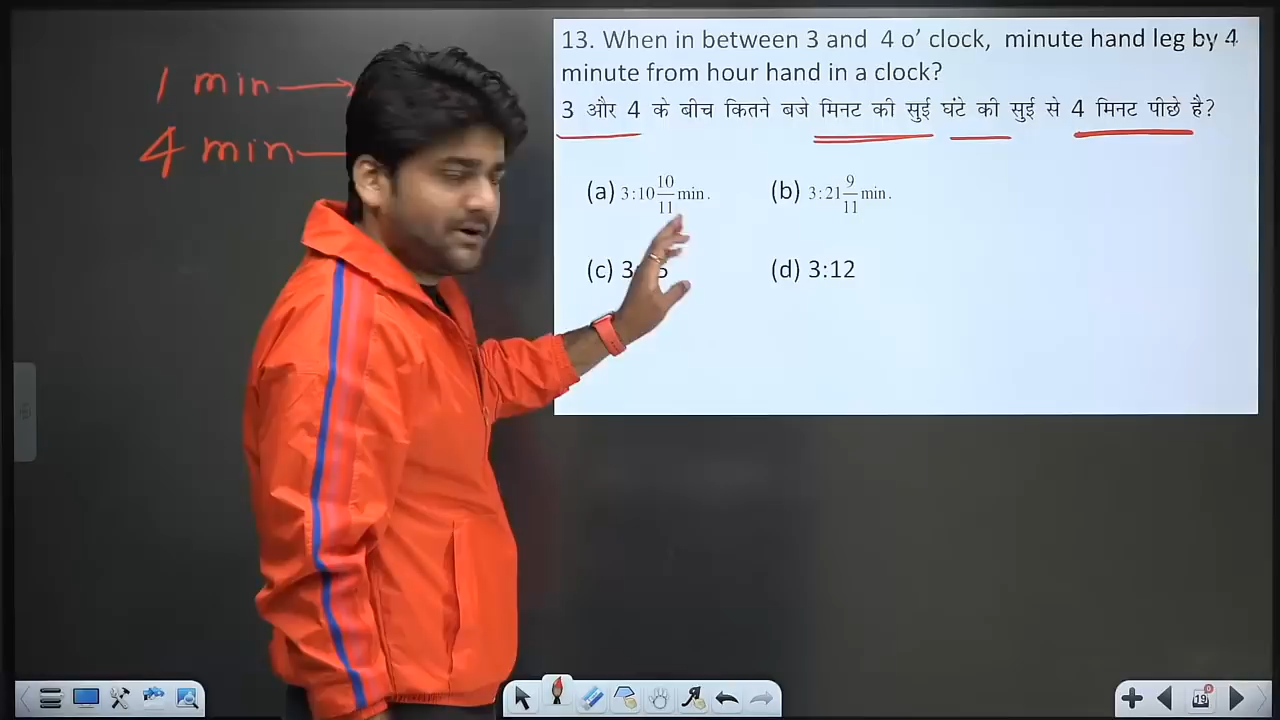 1 min
4 min
13. When in between 3 and 4 o' clock, minute hand leg by 4
minute from hour hand in a clock?
3 और 4 के बीच कितने बजे मिनट की सुई घंटे की सुई से 4 मिनट पीछे है?
(a) 3:10 10/11 min. (b) 3:21 9/11 min.
(c) (d) 3:12
19